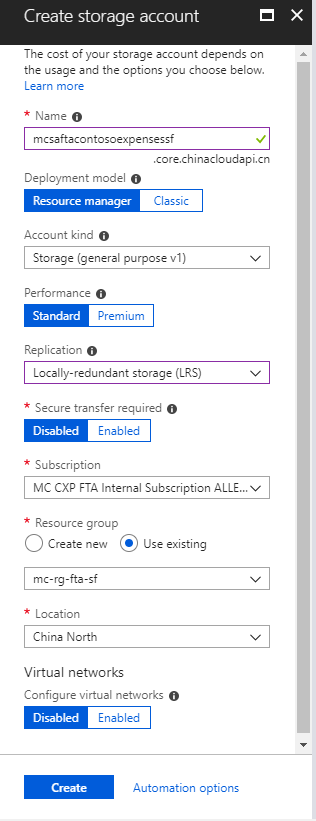 Create storage account
The cost of your storage account depends on
the usage and the options you choose below.
Learn more
* Name
mcsaftacontosoexpensessf
.core.chinacloudapi.cn
Deployment model
Resource manager Classic
Account kind
Storage (general purpose v1)
Performance
Standard Premium
Replication
Locally-redundant storage (LRS)
* Secure transfer required
Disabled Enabled
* Subscription
MC CXP FTA Internal Subscription ALLE...
* Resource group
Create new Use existing
mc-rg-fta-sf
* Location
China North
Virtual networks
Configure virtual networks
Disabled Enabled
Create Automation options